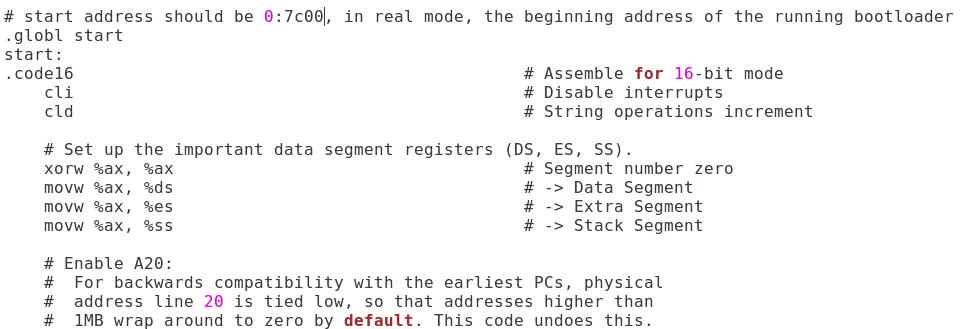 # start address should be 0:7c00, in real mode, the beginning address of the running bootloader
.globl start
start:
.code16                                             # Assemble for 16-bit mode
    cli                                             # Disable interrupts
    cld                                             # String operations increment

    # Set up the important data segment registers (DS, ES, SS).
    xorw %ax, %ax                                   # Segment number zero
    movw %ax, %ds                                   # -> Data Segment
    movw %ax, %es                                   # -> Extra Segment
    movw %ax, %ss                                   # -> Stack Segment

    # Enable A20:
    #  For backwards compatibility with the earliest PCs, physical
    #  address line 20 is tied low, so that addresses higher than
    #  1MB wrap around to zero by default. This code undoes this.